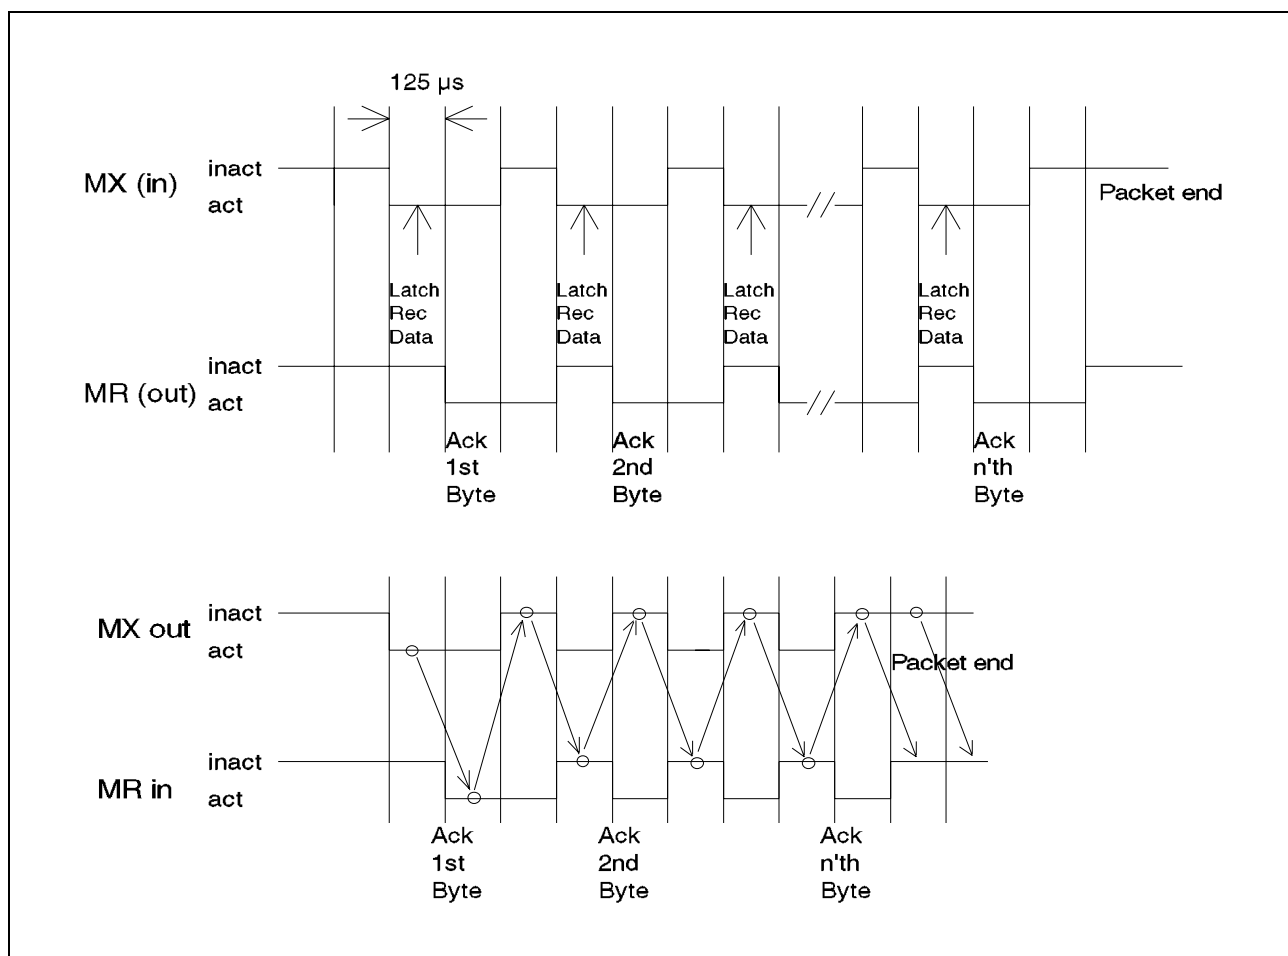 125 µs
MX (in)
inact
act
Packet end
Latch
Rec
Data
Latch
Rec
Data
Latch
Rec
Data
Latch
Rec
Data
MR (out)
inact
act
Ack
1st
Byte
Ack
2nd
Byte
Ack
n'th
Byte
MX out
inact
act
Packet end
MR in
inact
act
Ack
1st
Byte
Ack
2nd
Byte
Ack
n'th
Byte